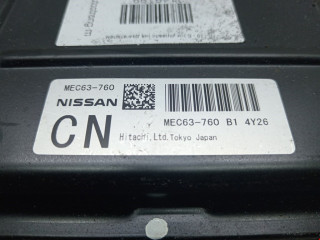 MEC63-760
NISSAN
CN
MEC63-760 B1 4Y26
Hitachi,Ltd.Tokyo Japan